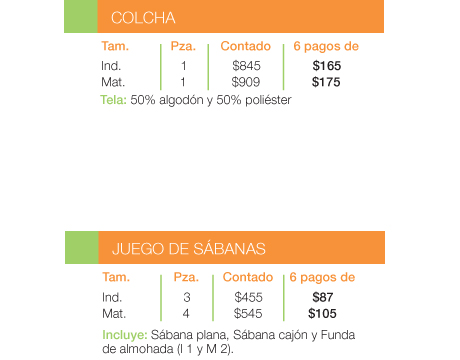 COLCHA
Tam. Pza. Contado 6 pagos de
Ind. 1 $845 $165
Mat. 1 $909 $175
Tela: 50% algodón y 50% poliéster
JUEGO DE SÁBANAS
Tam. Pza. Contado 6 pagos de
Ind. 3 $455 $87
Mat. 4 $545 $105
Incluye: Sábana plana, Sábana cajón y Funda
de almohada (I 1 y M 2).